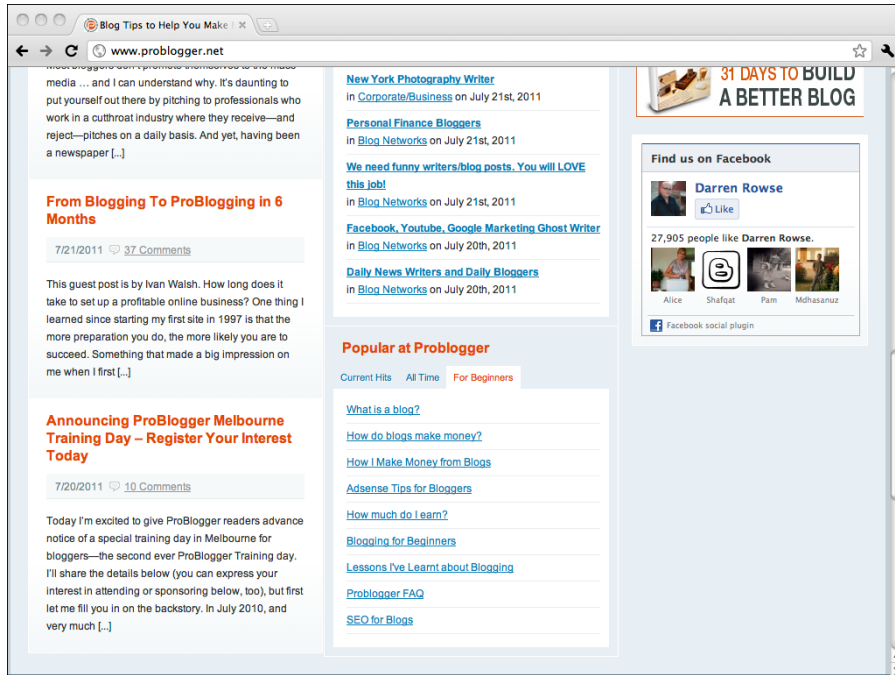 Blog Tips to Help You Make
www.problogger.net
Most bloggers don't promote themselves to the mass
media … and I can understand why. It's daunting to
put yourself out there by pitching to professionals who
work in a cutthroat industry where they receive—and
reject—pitches on a daily basis. And yet, having been
a newspaper [...]
From Blogging To ProBlogging in 6
Months
7/21/2011 37 Comments
This guest post is by Ivan Walsh. How long does it
take to set up a profitable online business? One thing I
learned since starting my first site in 1997 is that the
more preparation you do, the more likely you are to
succeed. Something that made a big impression on
me when I first [...]
Announcing ProBlogger Melbourne
Training Day – Register Your Interest
Today
7/20/2011 10 Comments
Today I'm excited to give ProBlogger readers advance
notice of a special training day in Melbourne for
bloggers—the second ever ProBlogger Training day.
I'll share the details below (you can express your
interest in attending or sponsoring below, too), but first
let me fill you in on the backstory. In July 2010, and
very much [...]
New York Photography Writer
in Corporate/Business on July 21st, 2011
Personal Finance Bloggers
in Blog Networks on July 21st, 2011
We need funny writers/blog posts. You will LOVE
this job!
in Blog Networks on July 21st, 2011
Facebook, Youtube, Google Marketing Ghost Writer
in Blog Networks on July 20th, 2011
Daily News Writers and Daily Bloggers
in Blog Networks on July 20th, 2011
Popular at Problogger
Current Hits All Time For Beginners
What is a blog?
How do blogs make money?
How I Make Money from Blogs
Adsense Tips for Bloggers
How much do I earn?
Blogging for Beginners
Lessons I've Learnt about Blogging
Problogger FAQ
SEO for Blogs
31 DAYS TO BUILD
A BETTER BLOG
Find us on Facebook
Darren Rowse
Like
27,905 people like Darren Rowse.
Alice Shafqat Pam Mdhasanuz
Facebook social plugin